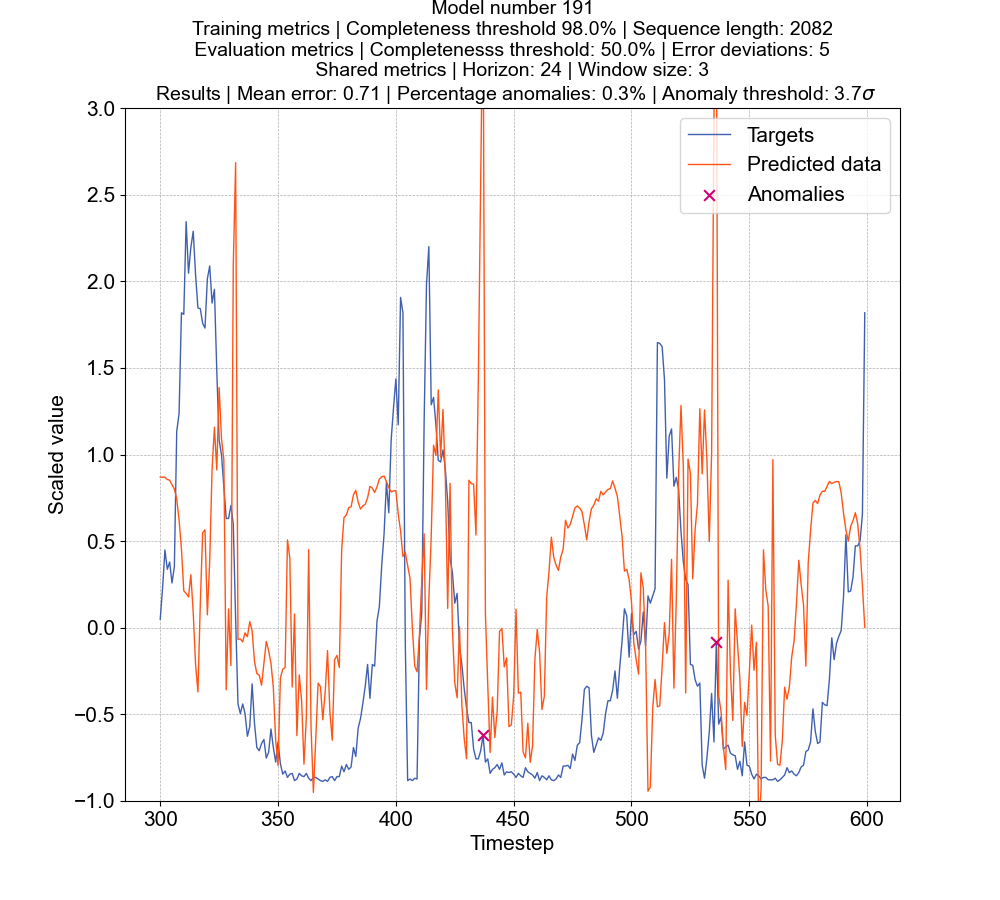 Model number 191
Training metrics | Completeness threshold 98.0% | Sequence length: 2082
Evaluation metrics | Completenesss threshold: 50.0% | Error deviations: 5
Shared metrics | Horizon: 24 | Window size: 3
Results | Mean error: 0.71 | Percentage anomalies: 0.3% | Anomaly threshold: 3.7σ
3.0
2.5
2.0
1.5
1.0
0.5
0.0
−0.5
−1.0
Scaled value
Targets
Predicted data
Anomalies
300 350 400 450 500 550 600
Timestep